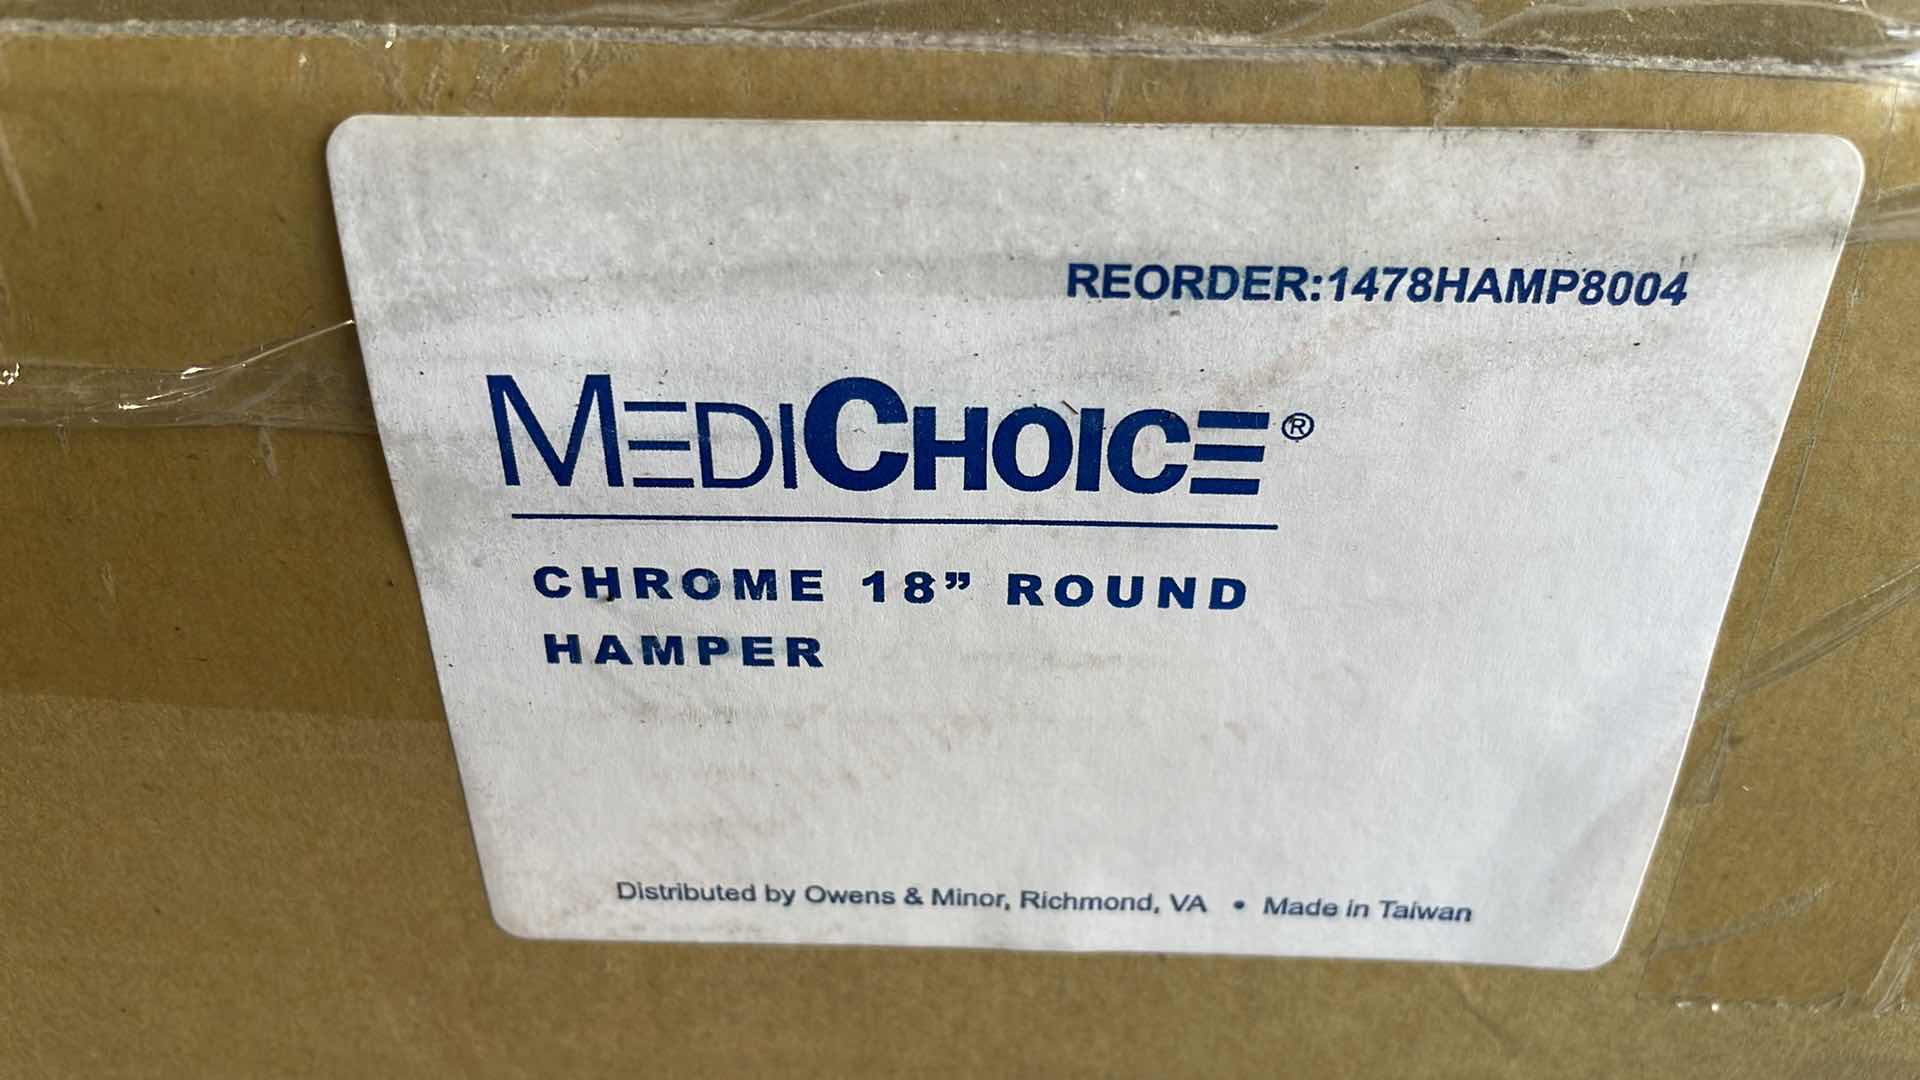 REORDER:1478HAMP8004
MEDICHOICE®
CHROME 18” ROUND
HAMPER
Distributed by Owens & Minor, Richmond, VA • Made in Taiwan